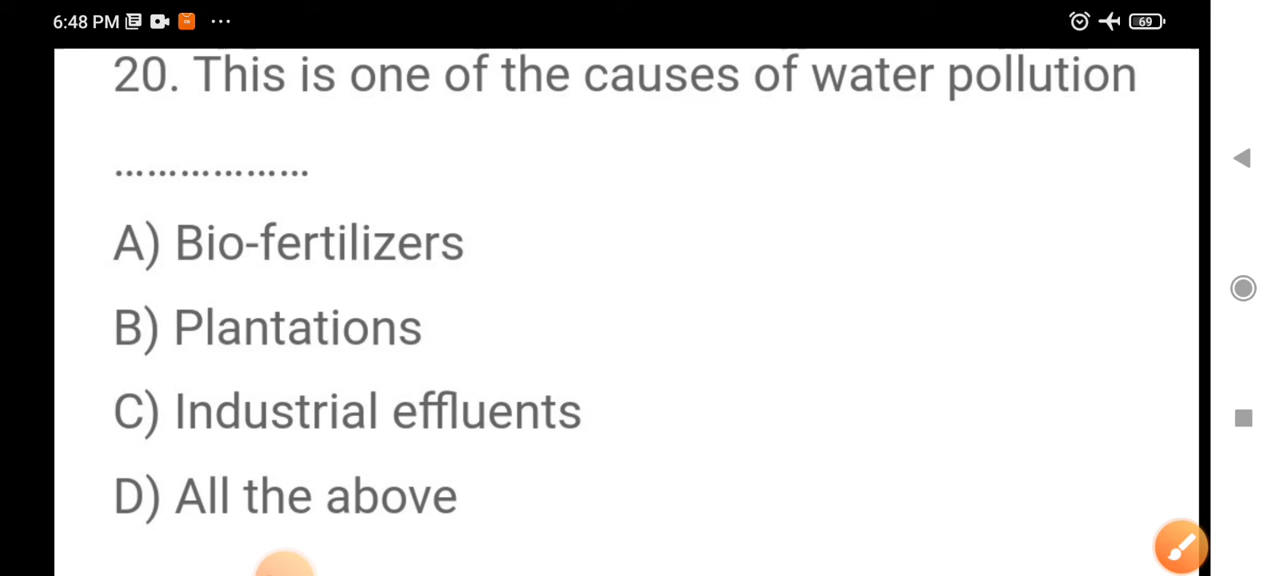 6:48 PM
69
20. This is one of the causes of water pollution
..................
A) Bio-fertilizers
B) Plantations
C) Industrial effluents
D) All the above